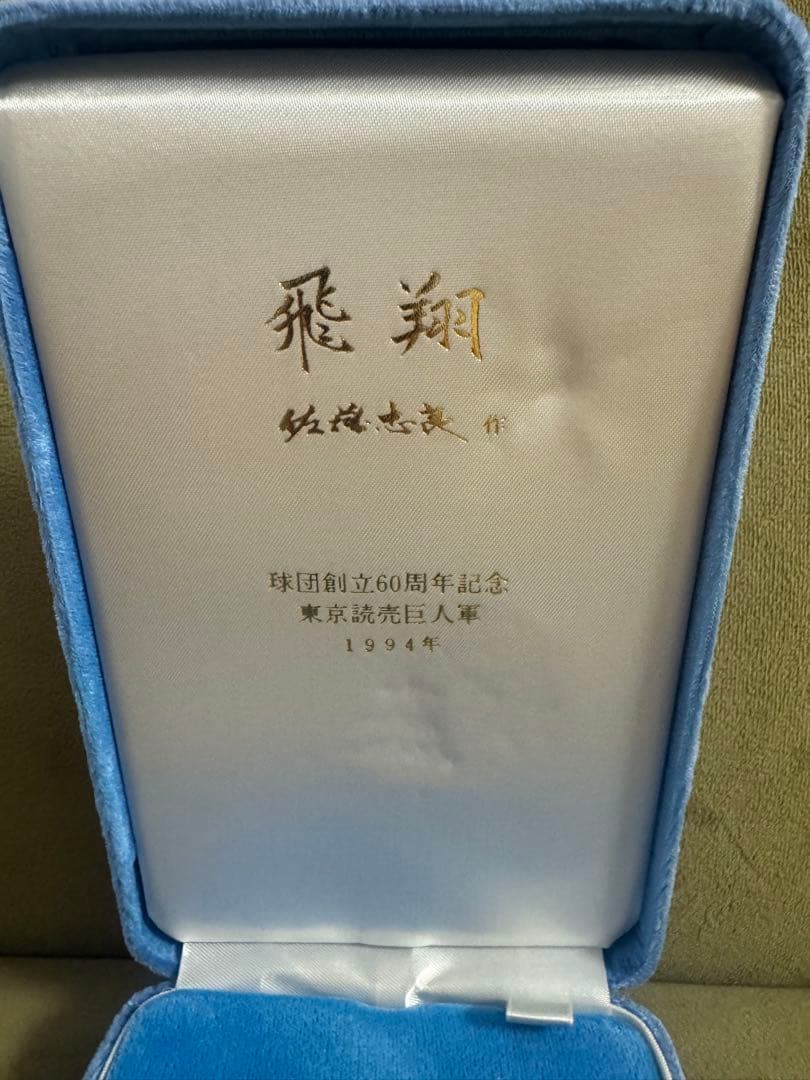 飛翔
佐藤忠良 作
球団創立60周年記念
東京読売巨人軍
1994年